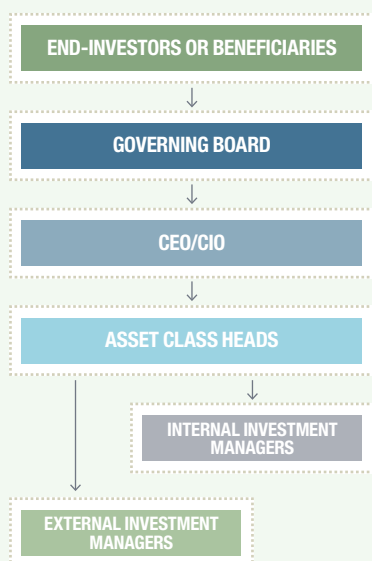 END-INVESTORS OR BENEFICIARIES
GOVERNING BOARD
CEO/CIO
ASSET CLASS HEADS
INTERNAL INVESTMENT
MANAGERS
EXTERNAL INVESTMENT
MANAGERS